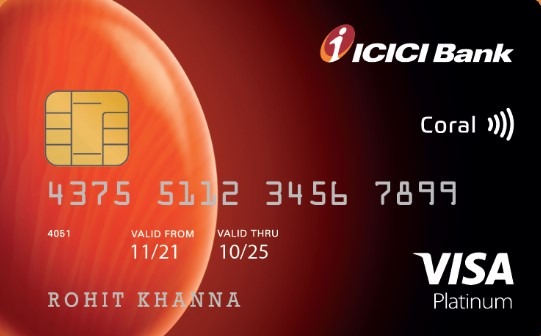 ICICI Bank
Coral
4375 5112 3456 7899
4051 VALID FROM VALID THRU
11/21 10/25
VISA
ROHIT KHANNA Platinum